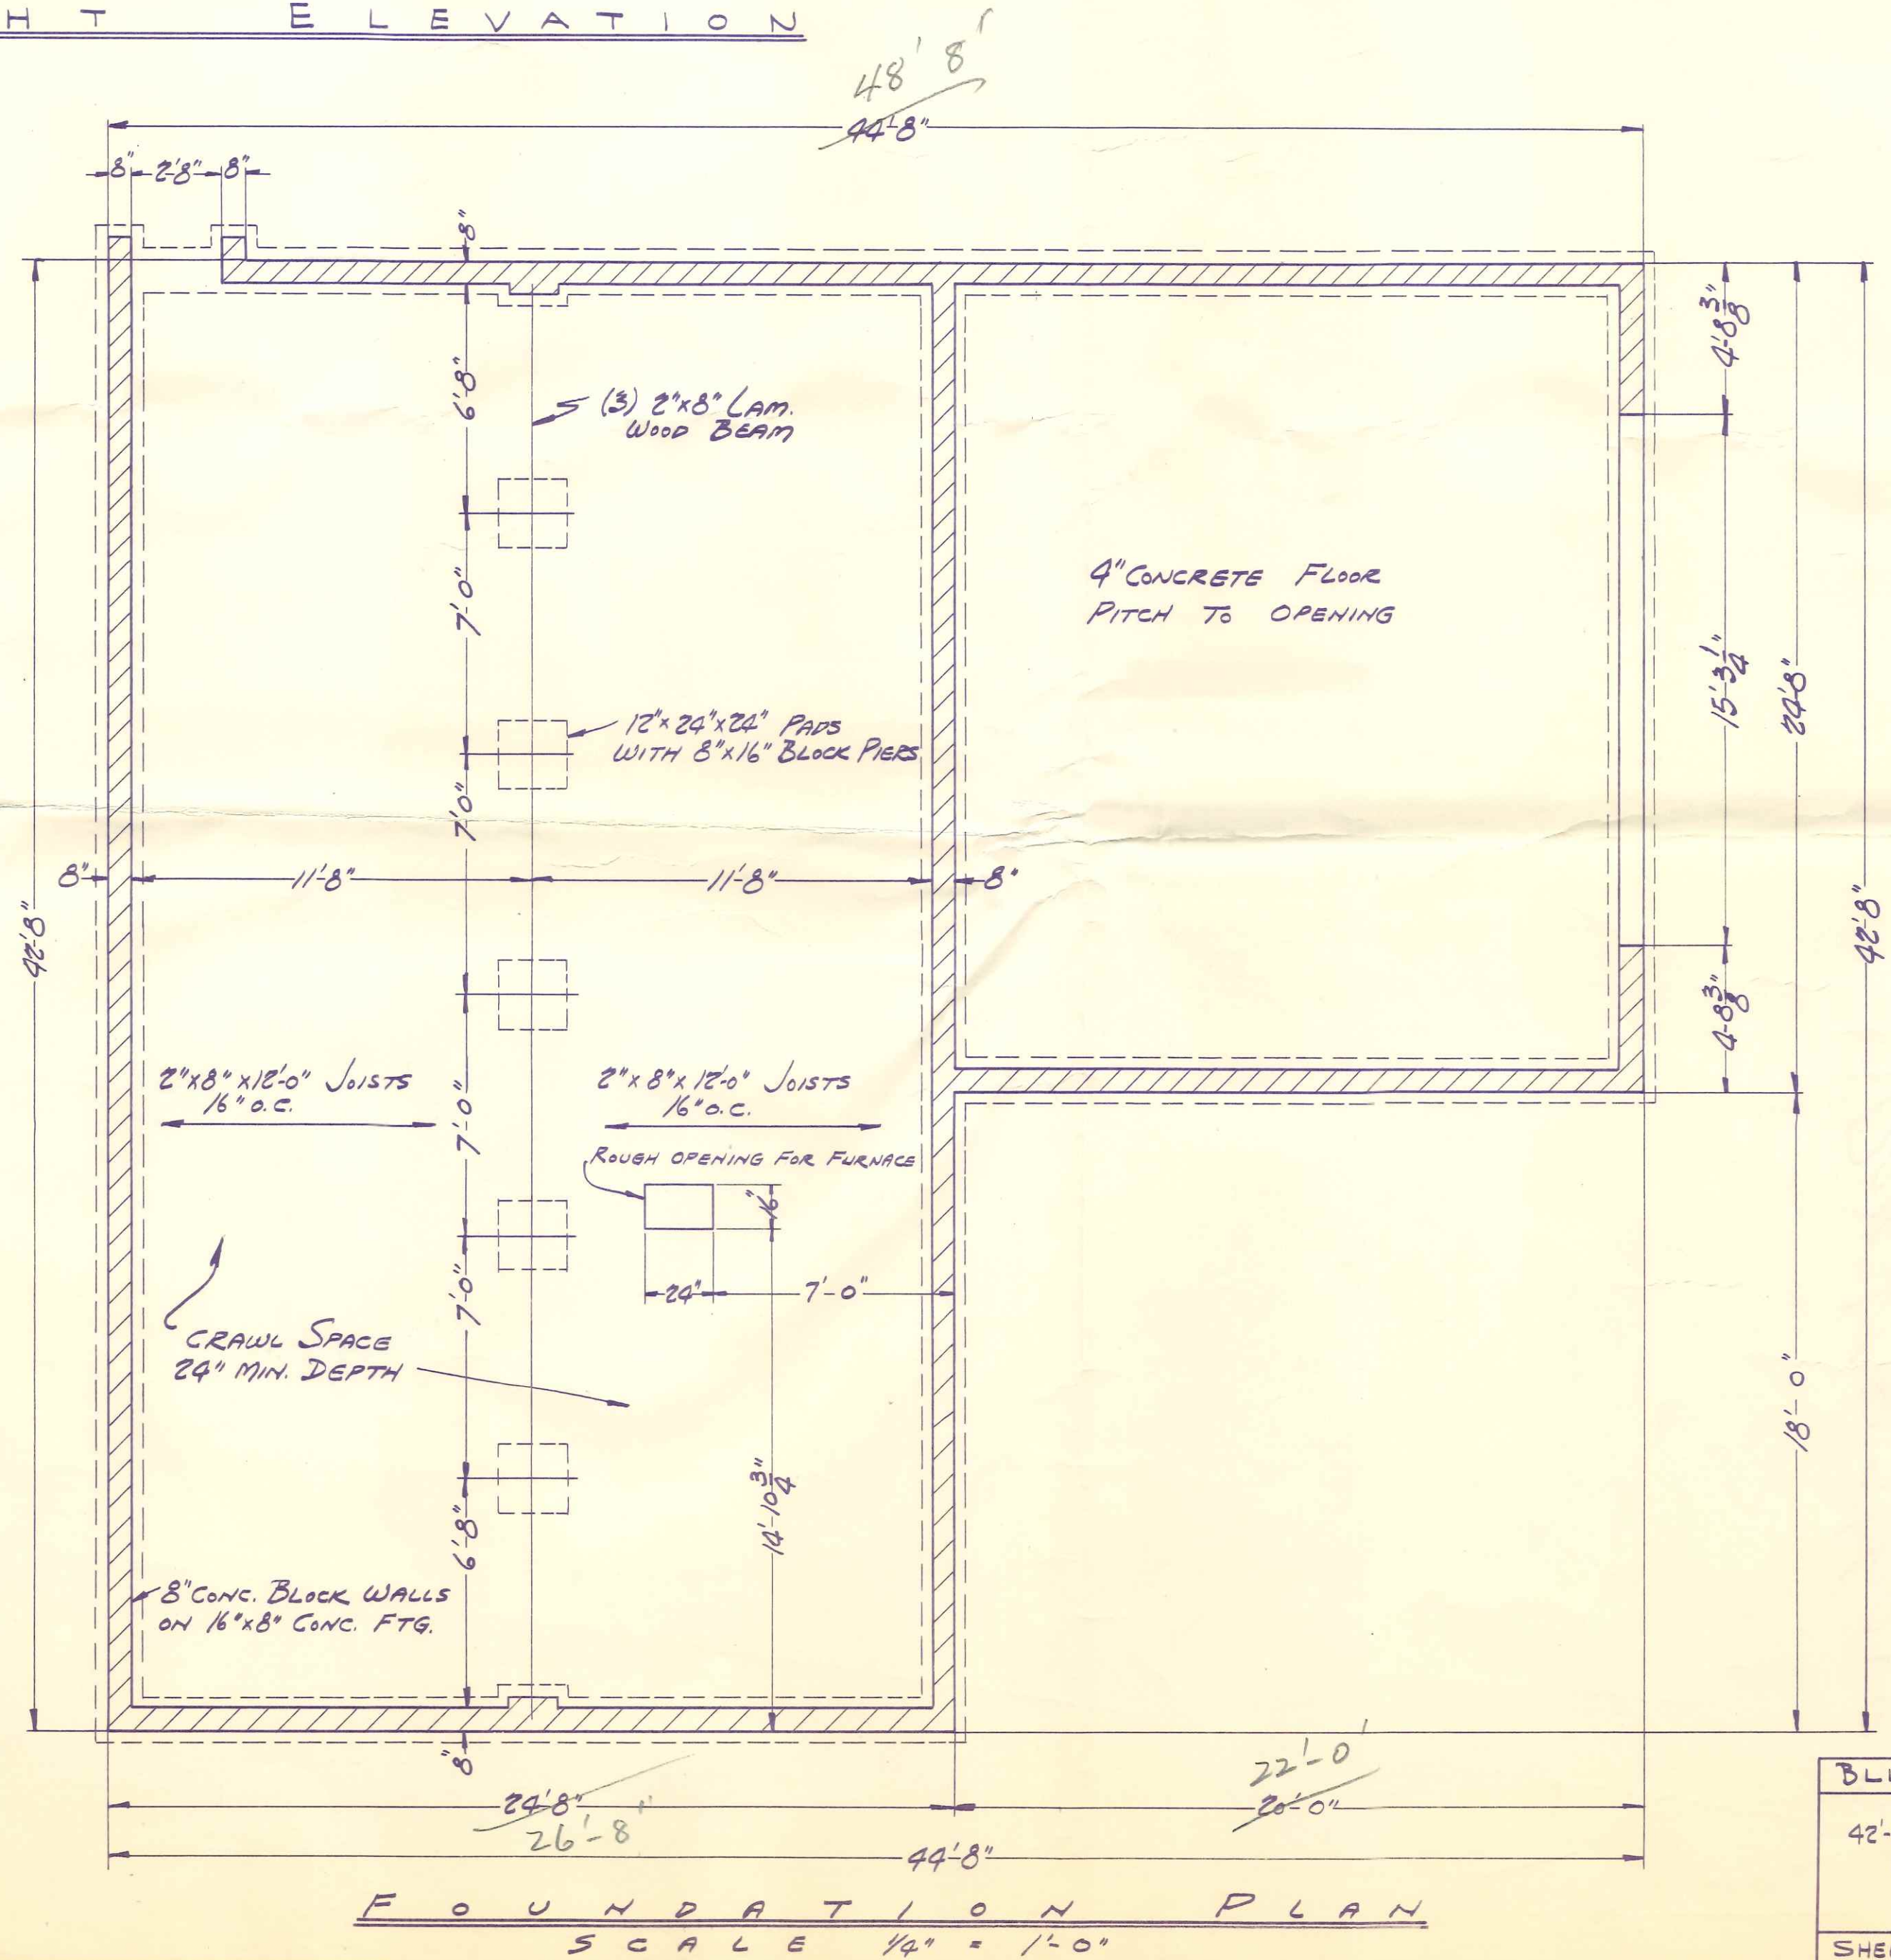 HT ELEVATION
48' 8'
44'-8"
8" 2'8" 8"
8"
6'-8"
4'-8 3/8"
(3) 2"x8" LAM.
WOOD BEAM
7'-0"
4" CONCRETE FLOOR
PITCH TO OPENING
15'-3 1/4"
24'-8"
12"x24"x24" PADS
WITH 8"x16" BLOCK PIERS
7'-0"
8" 11'-8" 11'-8" 8"
42'-8"
42'-8"
4'-8 3/8"
2"x8"x12'-0" JOISTS
16" O.C.
2"x8"x12'-0" JOISTS
16" O.C.
7'-0"
ROUGH OPENING FOR FURNACE
16"
24" 7'-0"
7'-0"
CRAWL SPACE
24" MIN. DEPTH
18'-0"
14'-10 3/4"
6'-8"
8" CONC. BLOCK WALLS
ON 16"x8" CONC. FTG.
8"
22'-0'
24'8" 20'-0"
26'-8"
44'-8"
FOUNDATION PLAN
SCALE 1/4" = 1'-0"
42'-